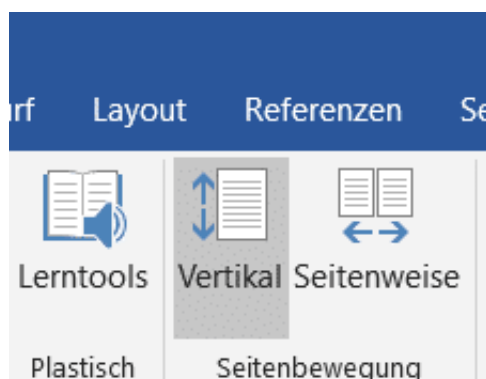 rf Layout Referenzen Se
Lerntools Vertikal Seitenweise
Plastisch Seitenbewegung